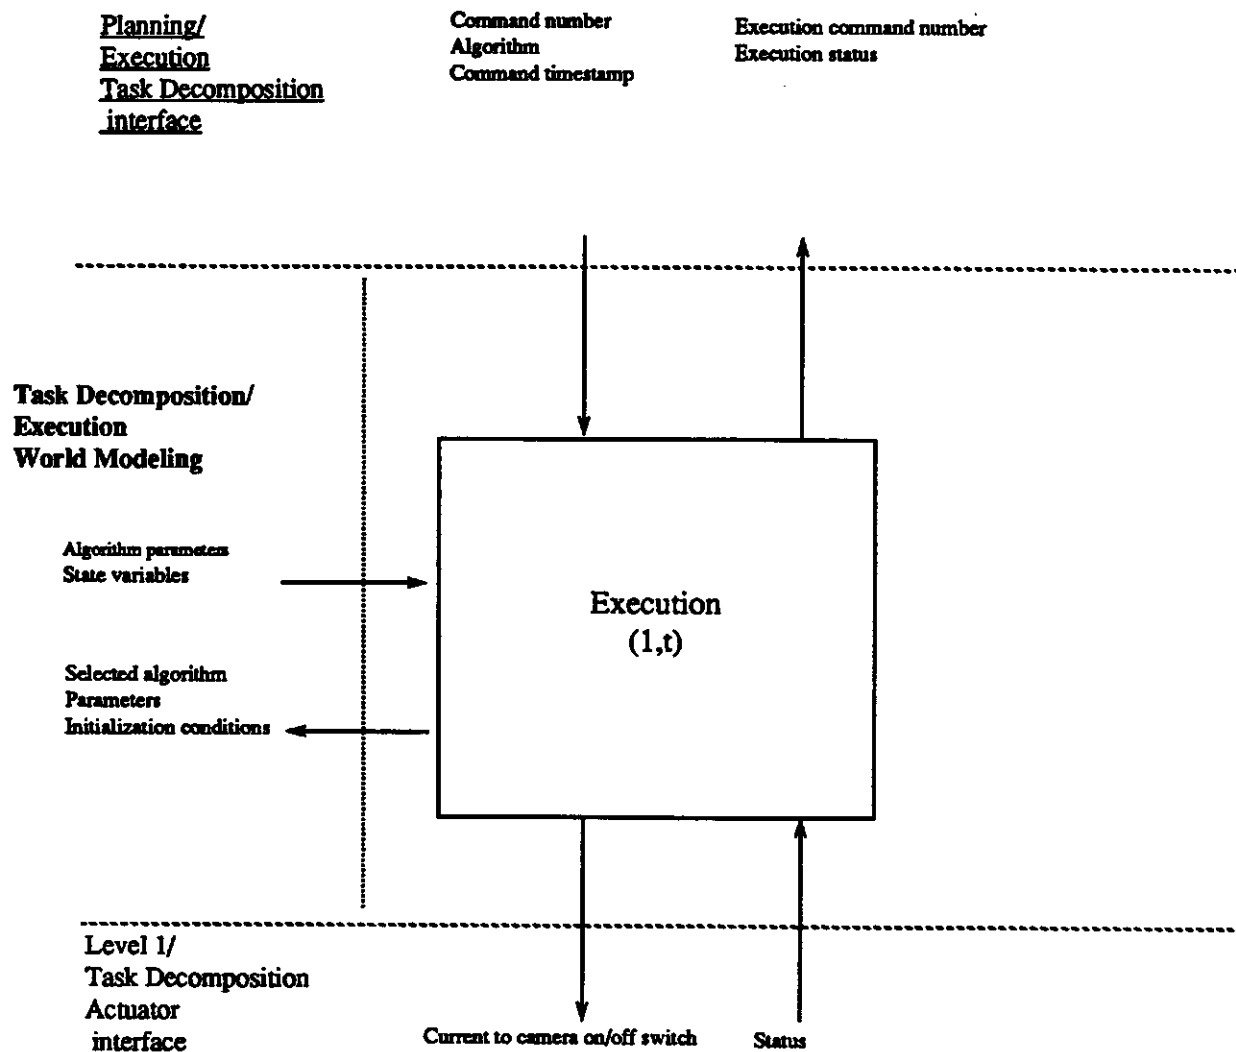 Planning/
Execution
Task Decomposition
interface
Command number
Algorithm
Command timestamp
Execution command number
Execution status
Task Decomposition/
Execution
World Modeling
Algorithm parameters
State variables
Selected algorithm
Parameters
Initialization conditions
Execution
(1,t)
Level 1/
Task Decomposition
Actuator
interface
Current to camera on/off switch
Status